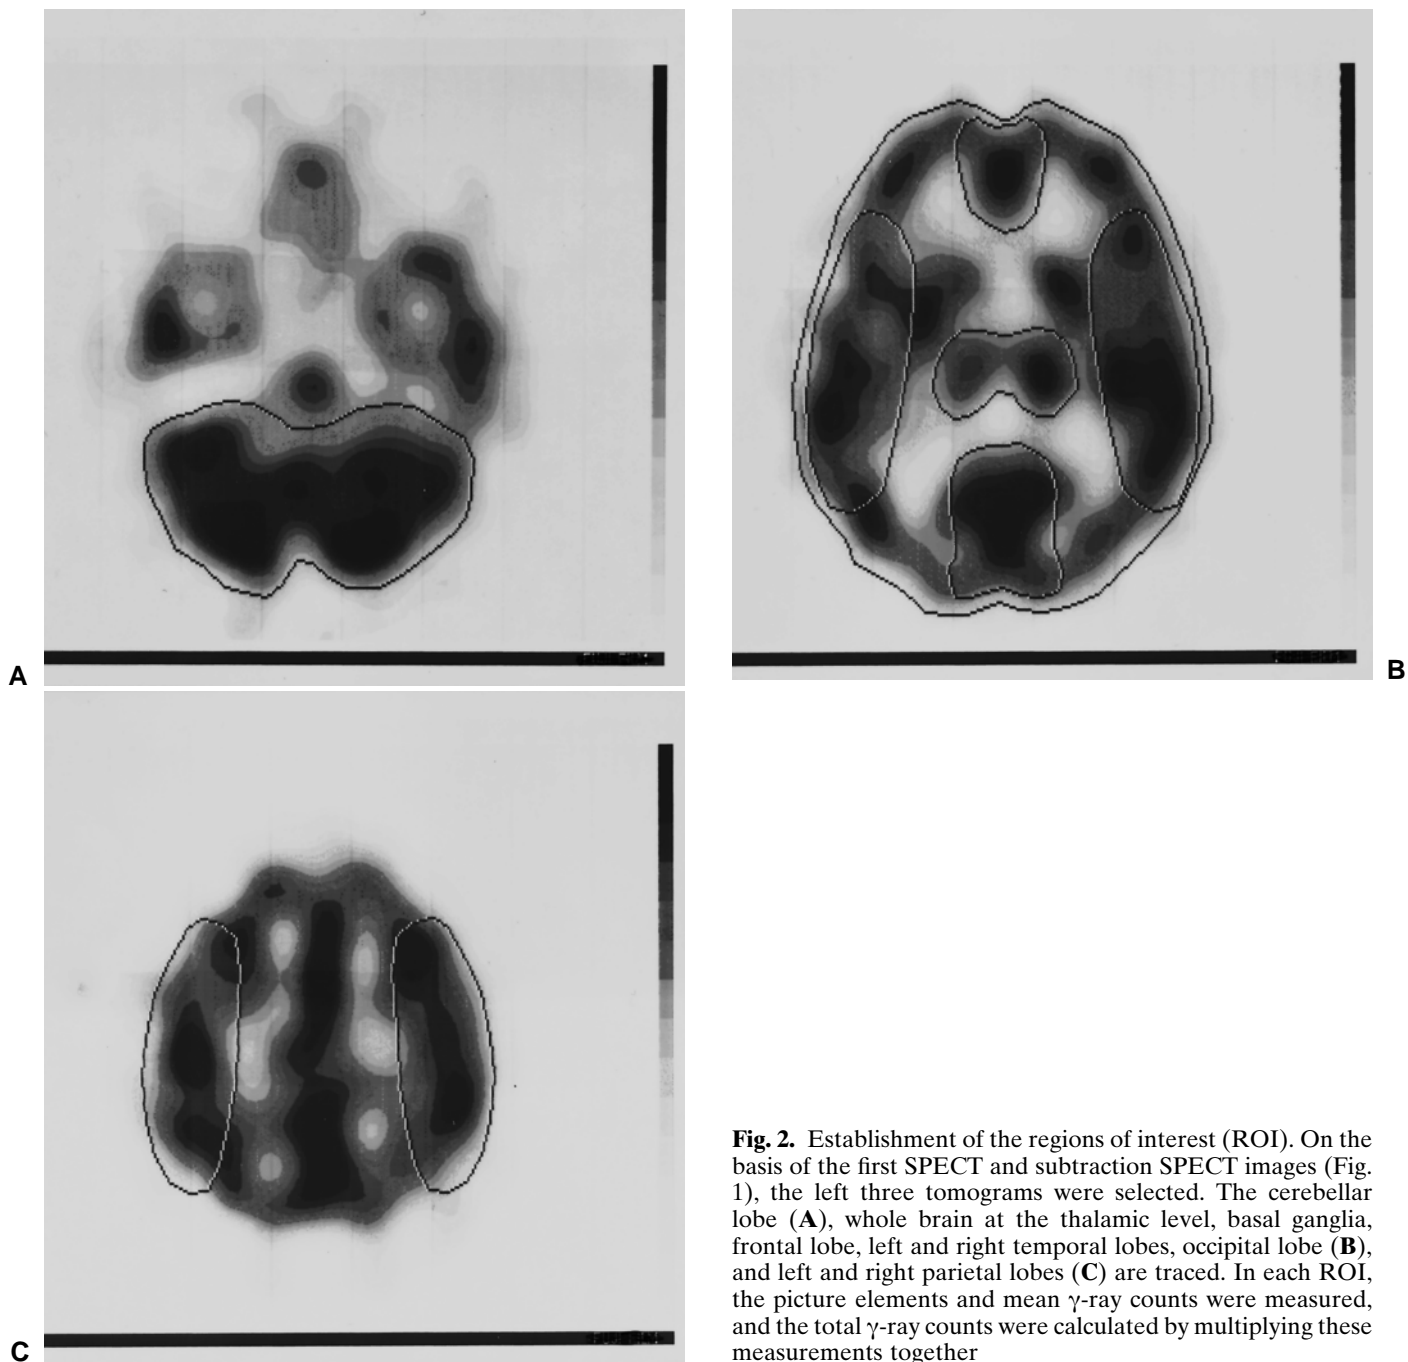 A
B
C
Fig. 2. Establishment of the regions of interest (ROI). On the
basis of the first SPECT and subtraction SPECT images (Fig.
1), the left three tomograms were selected. The cerebellar
lobe (A), whole brain at the thalamic level, basal ganglia,
frontal lobe, left and right temporal lobes, occipital lobe (B),
and left and right parietal lobes (C) are traced. In each ROI,
the picture elements and mean γ-ray counts were measured,
and the total γ-ray counts were calculated by multiplying these
measurements together